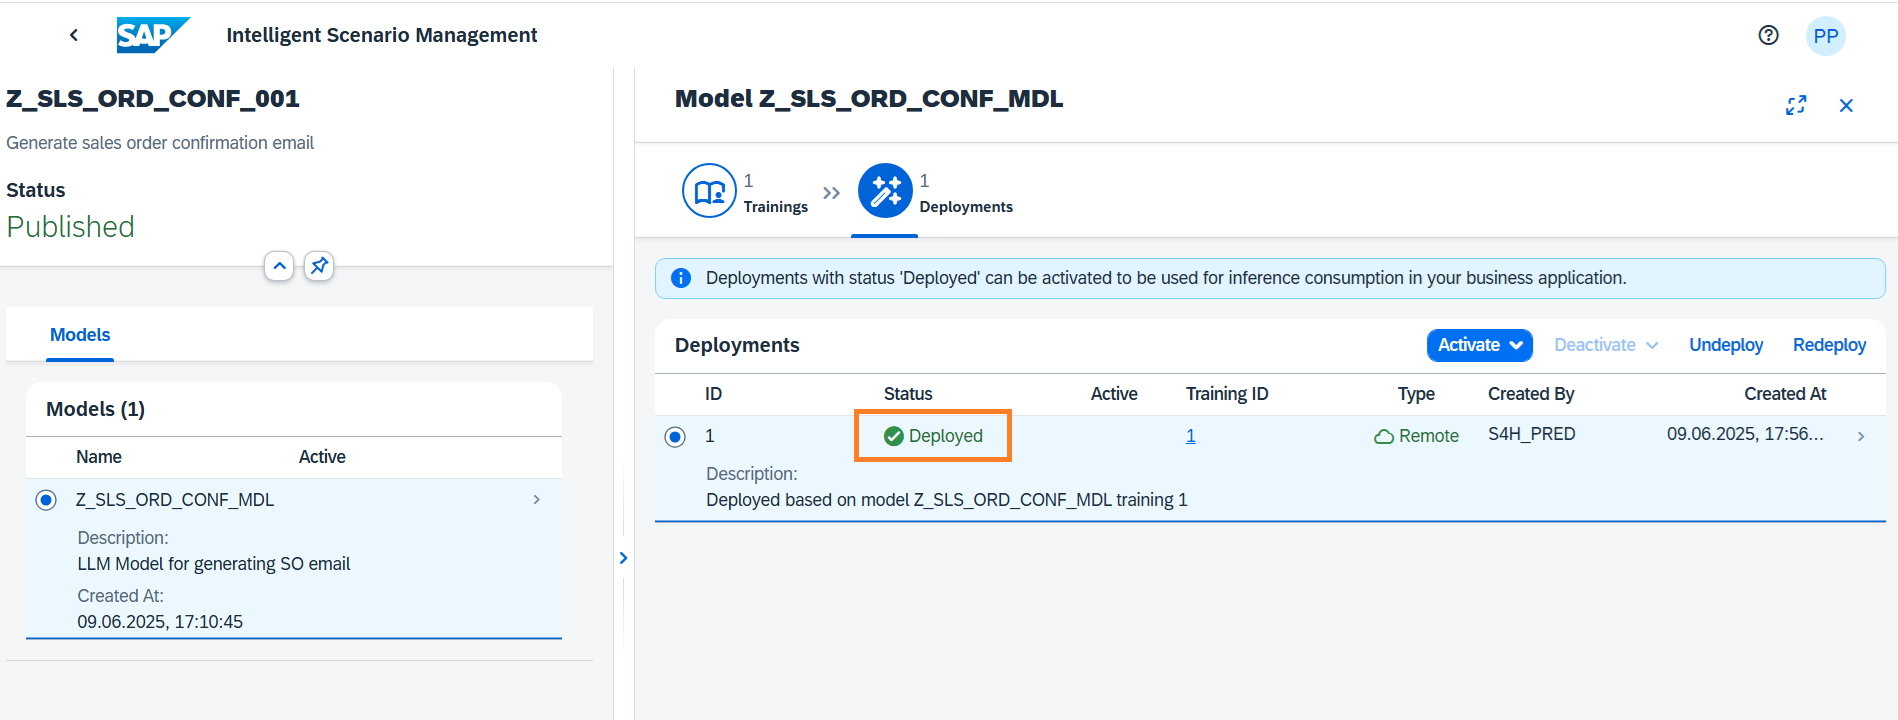 SAP Intelligent Scenario Management PP
Z_SLS_ORD_CONF_001
Generate sales order confirmation email
Status
Published
Models
Models (1)
Name Active
Z_SLS_ORD_CONF_MDL
Description:
LLM Model for generating SO email
Created At:
09.06.2025, 17:10:45
Model Z_SLS_ORD_CONF_MDL
1
Trainings
1
Deployments
Deployments with status 'Deployed' can be activated to be used for inference consumption in your business application.
Deployments Activate Deactivate Undeploy Redeploy
ID Status Active Training ID Type Created By Created At
1 Deployed 1 Remote S4H_PRED 09.06.2025, 17:56...
Description:
Deployed based on model Z_SLS_ORD_CONF_MDL training 1